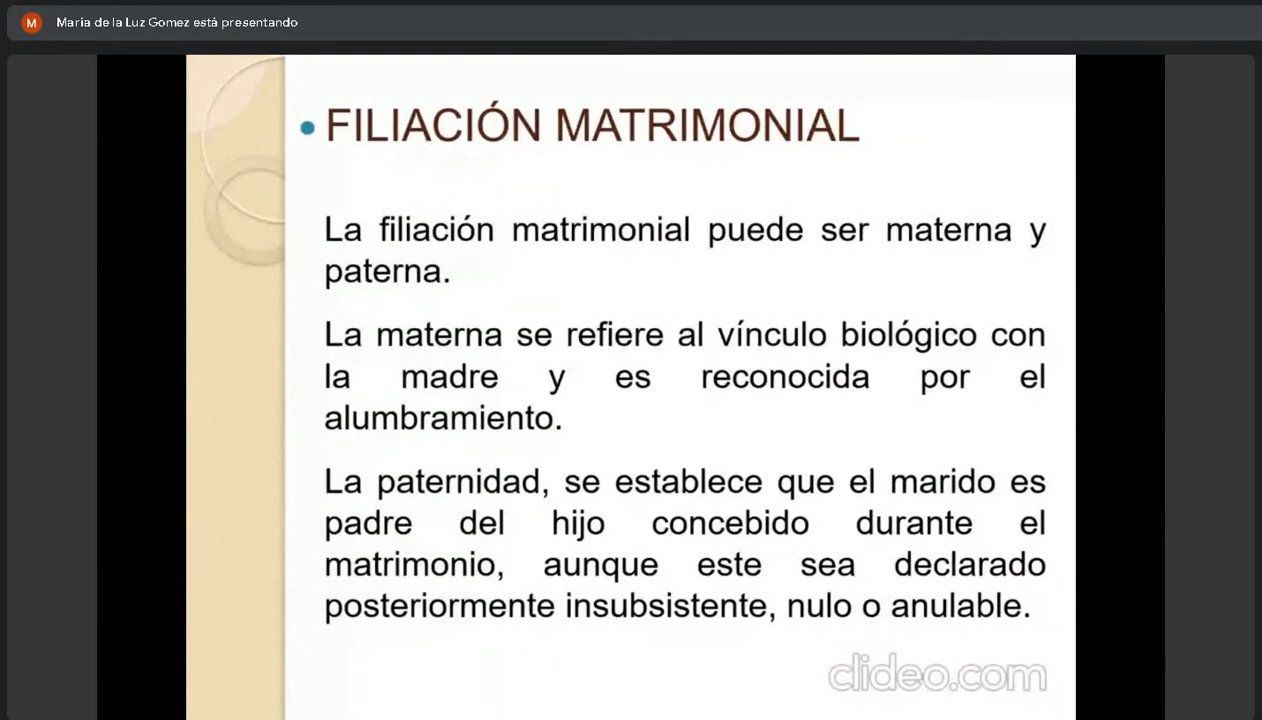 M
Maria de la Luz Gomez está presentando
• FILIACIÓN MATRIMONIAL
La filiación matrimonial puede ser materna y
paterna.
La materna se refiere al vínculo biológico con
la madre y es reconocida por el
alumbramiento.
La paternidad, se establece que el marido es
padre del hijo concebido durante el
matrimonio, aunque este sea declarado
posteriormente insubsistente, nulo o anulable.
clideo.com